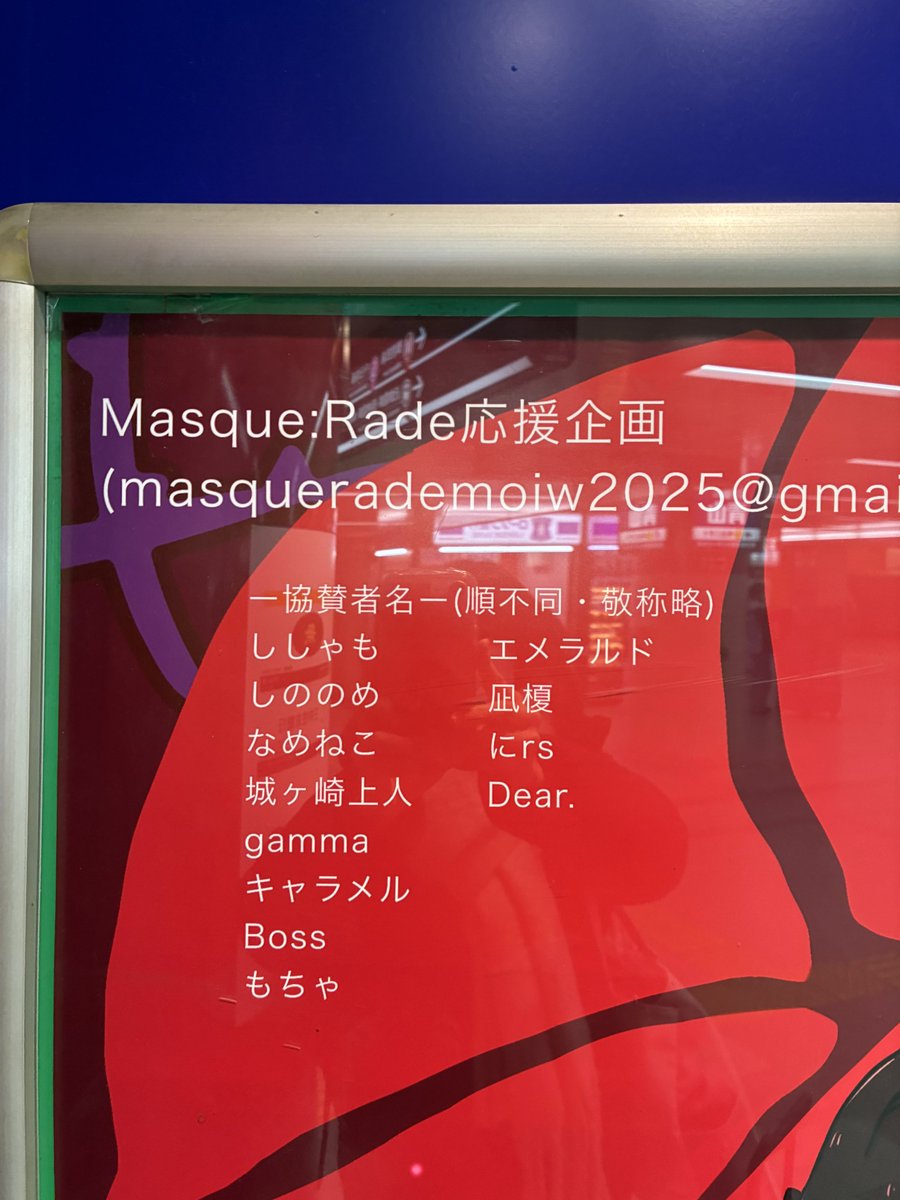 Masque:Rade応援企画
(masquerademoiw2025@gmai
ー協賛者名ー(順不同・敬称略)
ししゃも
しののめ
なめねこ
城ヶ崎上人
gamma
キャラメル
Boss
もちゃ
エメラルド
凪榎
にrs
Dear.